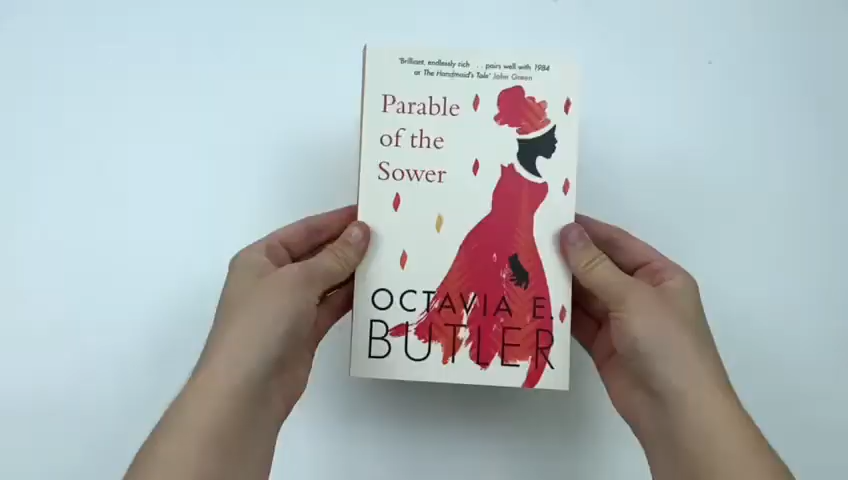 'Brilliant, endlessly rich . . pairs well with 1984
or The Handmaid's Tale' John Green
Parable
of the
Sower
OCTAVIA E.
BUTLER